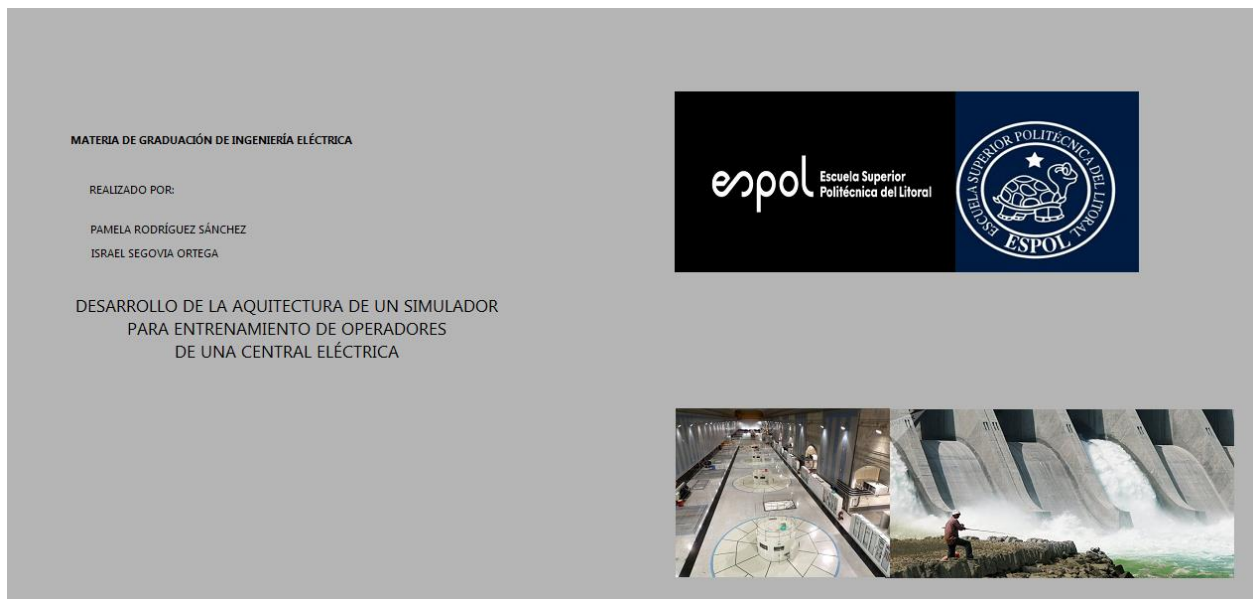 MATERIA DE GRADUACIÓN DE INGENIERÍA ELÉCTRICA
REALIZADO POR:
PAMELA RODRÍGUEZ SÁNCHEZ
ISRAEL SEGOVIA ORTEGA
DESARROLLO DE LA AQUITECTURA DE UN SIMULADOR
PARA ENTRENAMIENTO DE OPERADORES
DE UNA CENTRAL ELÉCTRICA
espol
Escuela Superior
Politécnica del Litoral
ESCUELA SUPERIOR POLITÉCNICA DEL LITORAL
ESPOL